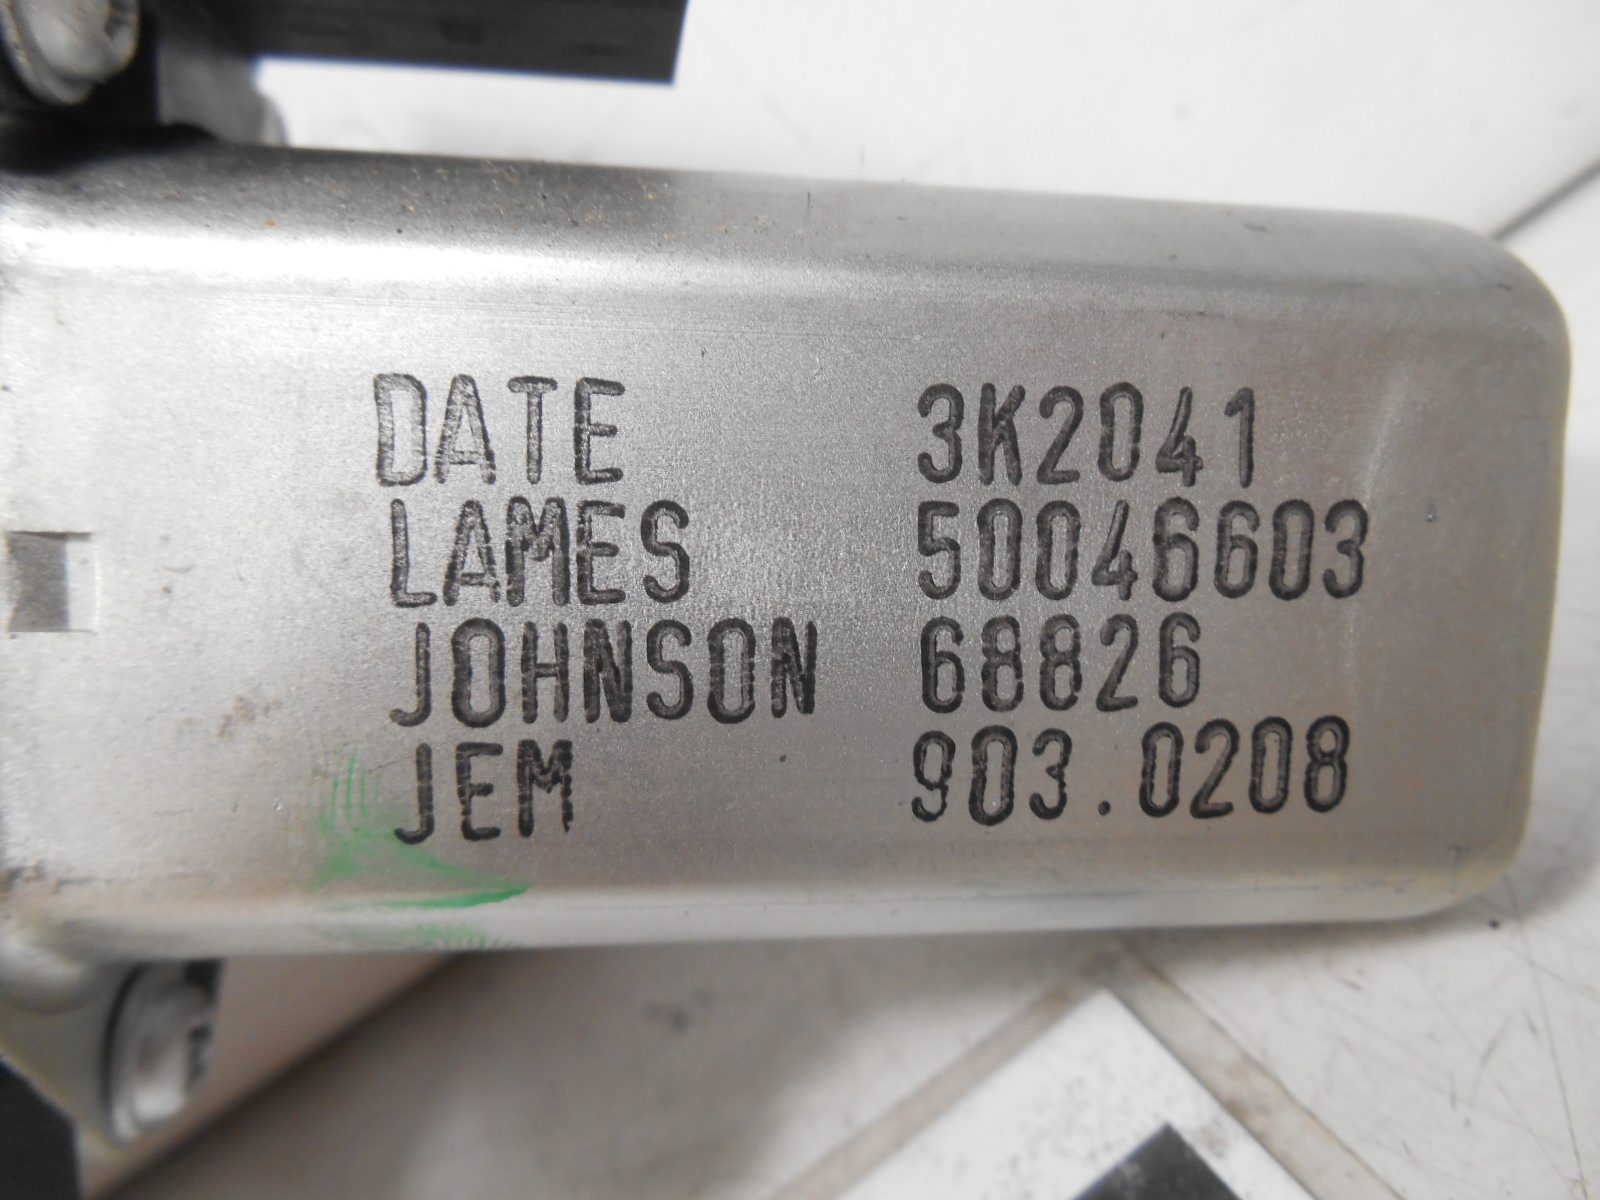 DATE 3K2041
LAMES 50046603
JOHNSON 68826
JEM 903.0208